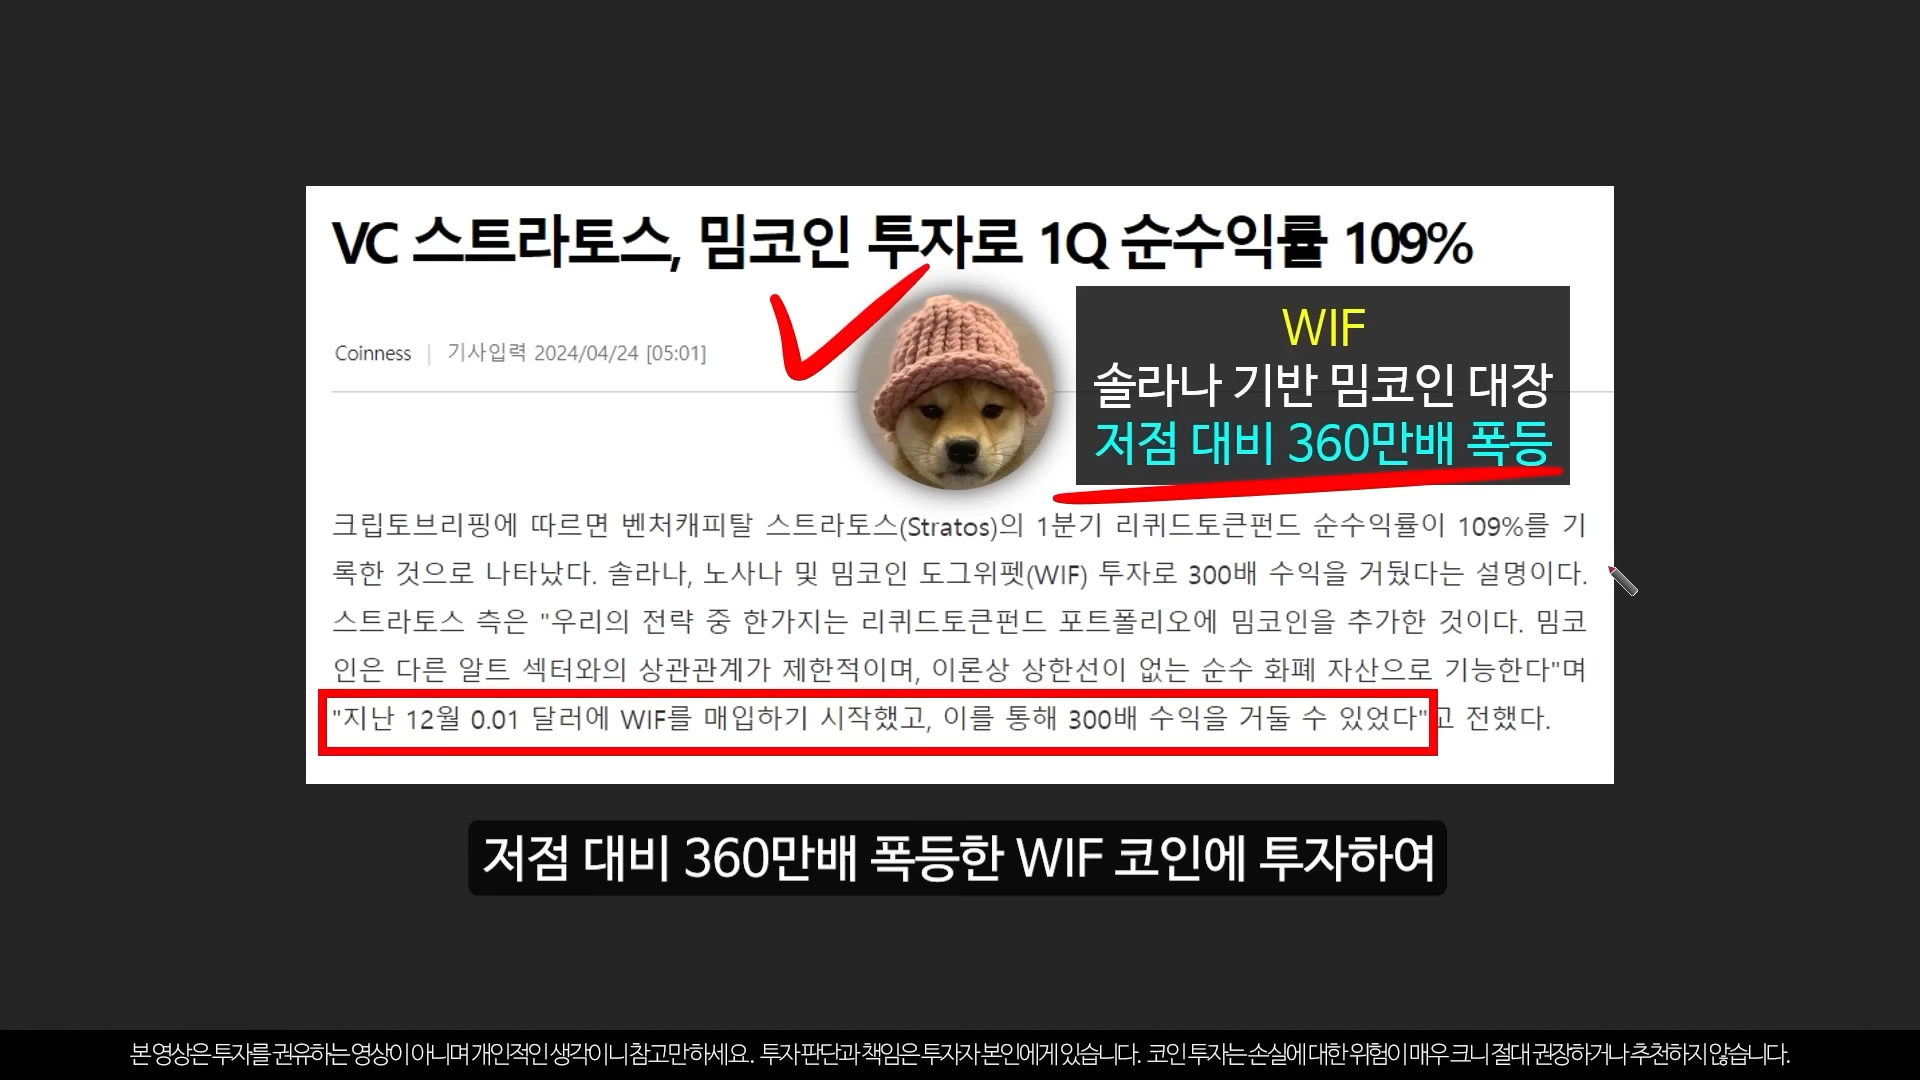 VC 스트라토스, 밈코인 투자로 1Q 순수익률 109%
Coinness | 기사입력 2024/04/24 [05:01]
WIF
솔라나 기반 밈코인 대장
저점 대비 360만배 폭등
크립토브리핑에 따르면 벤처캐피탈 스트라토스(Stratos)의 1분기 리퀴드토큰펀드 순수익률이 109%를 기
록한 것으로 나타났다. 솔라나, 노사나 및 밈코인 도그위펫(WIF) 투자로 300배 수익을 거뒀다는 설명이다.
스트라토스 측은 "우리의 전략 중 한가지는 리퀴드토큰펀드 포트폴리오에 밈코인을 추가한 것이다. 밈코
인은 다른 알트 섹터와의 상관관계가 제한적이며, 이론상 상한선이 없는 순수 화폐 자산으로 기능한다"며
"지난 12월 0.01 달러에 WIF를 매입하기 시작했고, 이를 통해 300배 수익을 거둘 수 있었다"고 전했다.
저점 대비 360만배 폭등한 WIF 코인에 투자하여
본 영상은 투자를 권유하는 영상이 아니며 개인적인 생각이니 참고만 하세요. 투자 판단과 책임은 투자자 본인에게 있습니다. 코인 투자는 손실에 대한 위험이 매우 크니 절대 권장하거나 추천하지 않습니다.